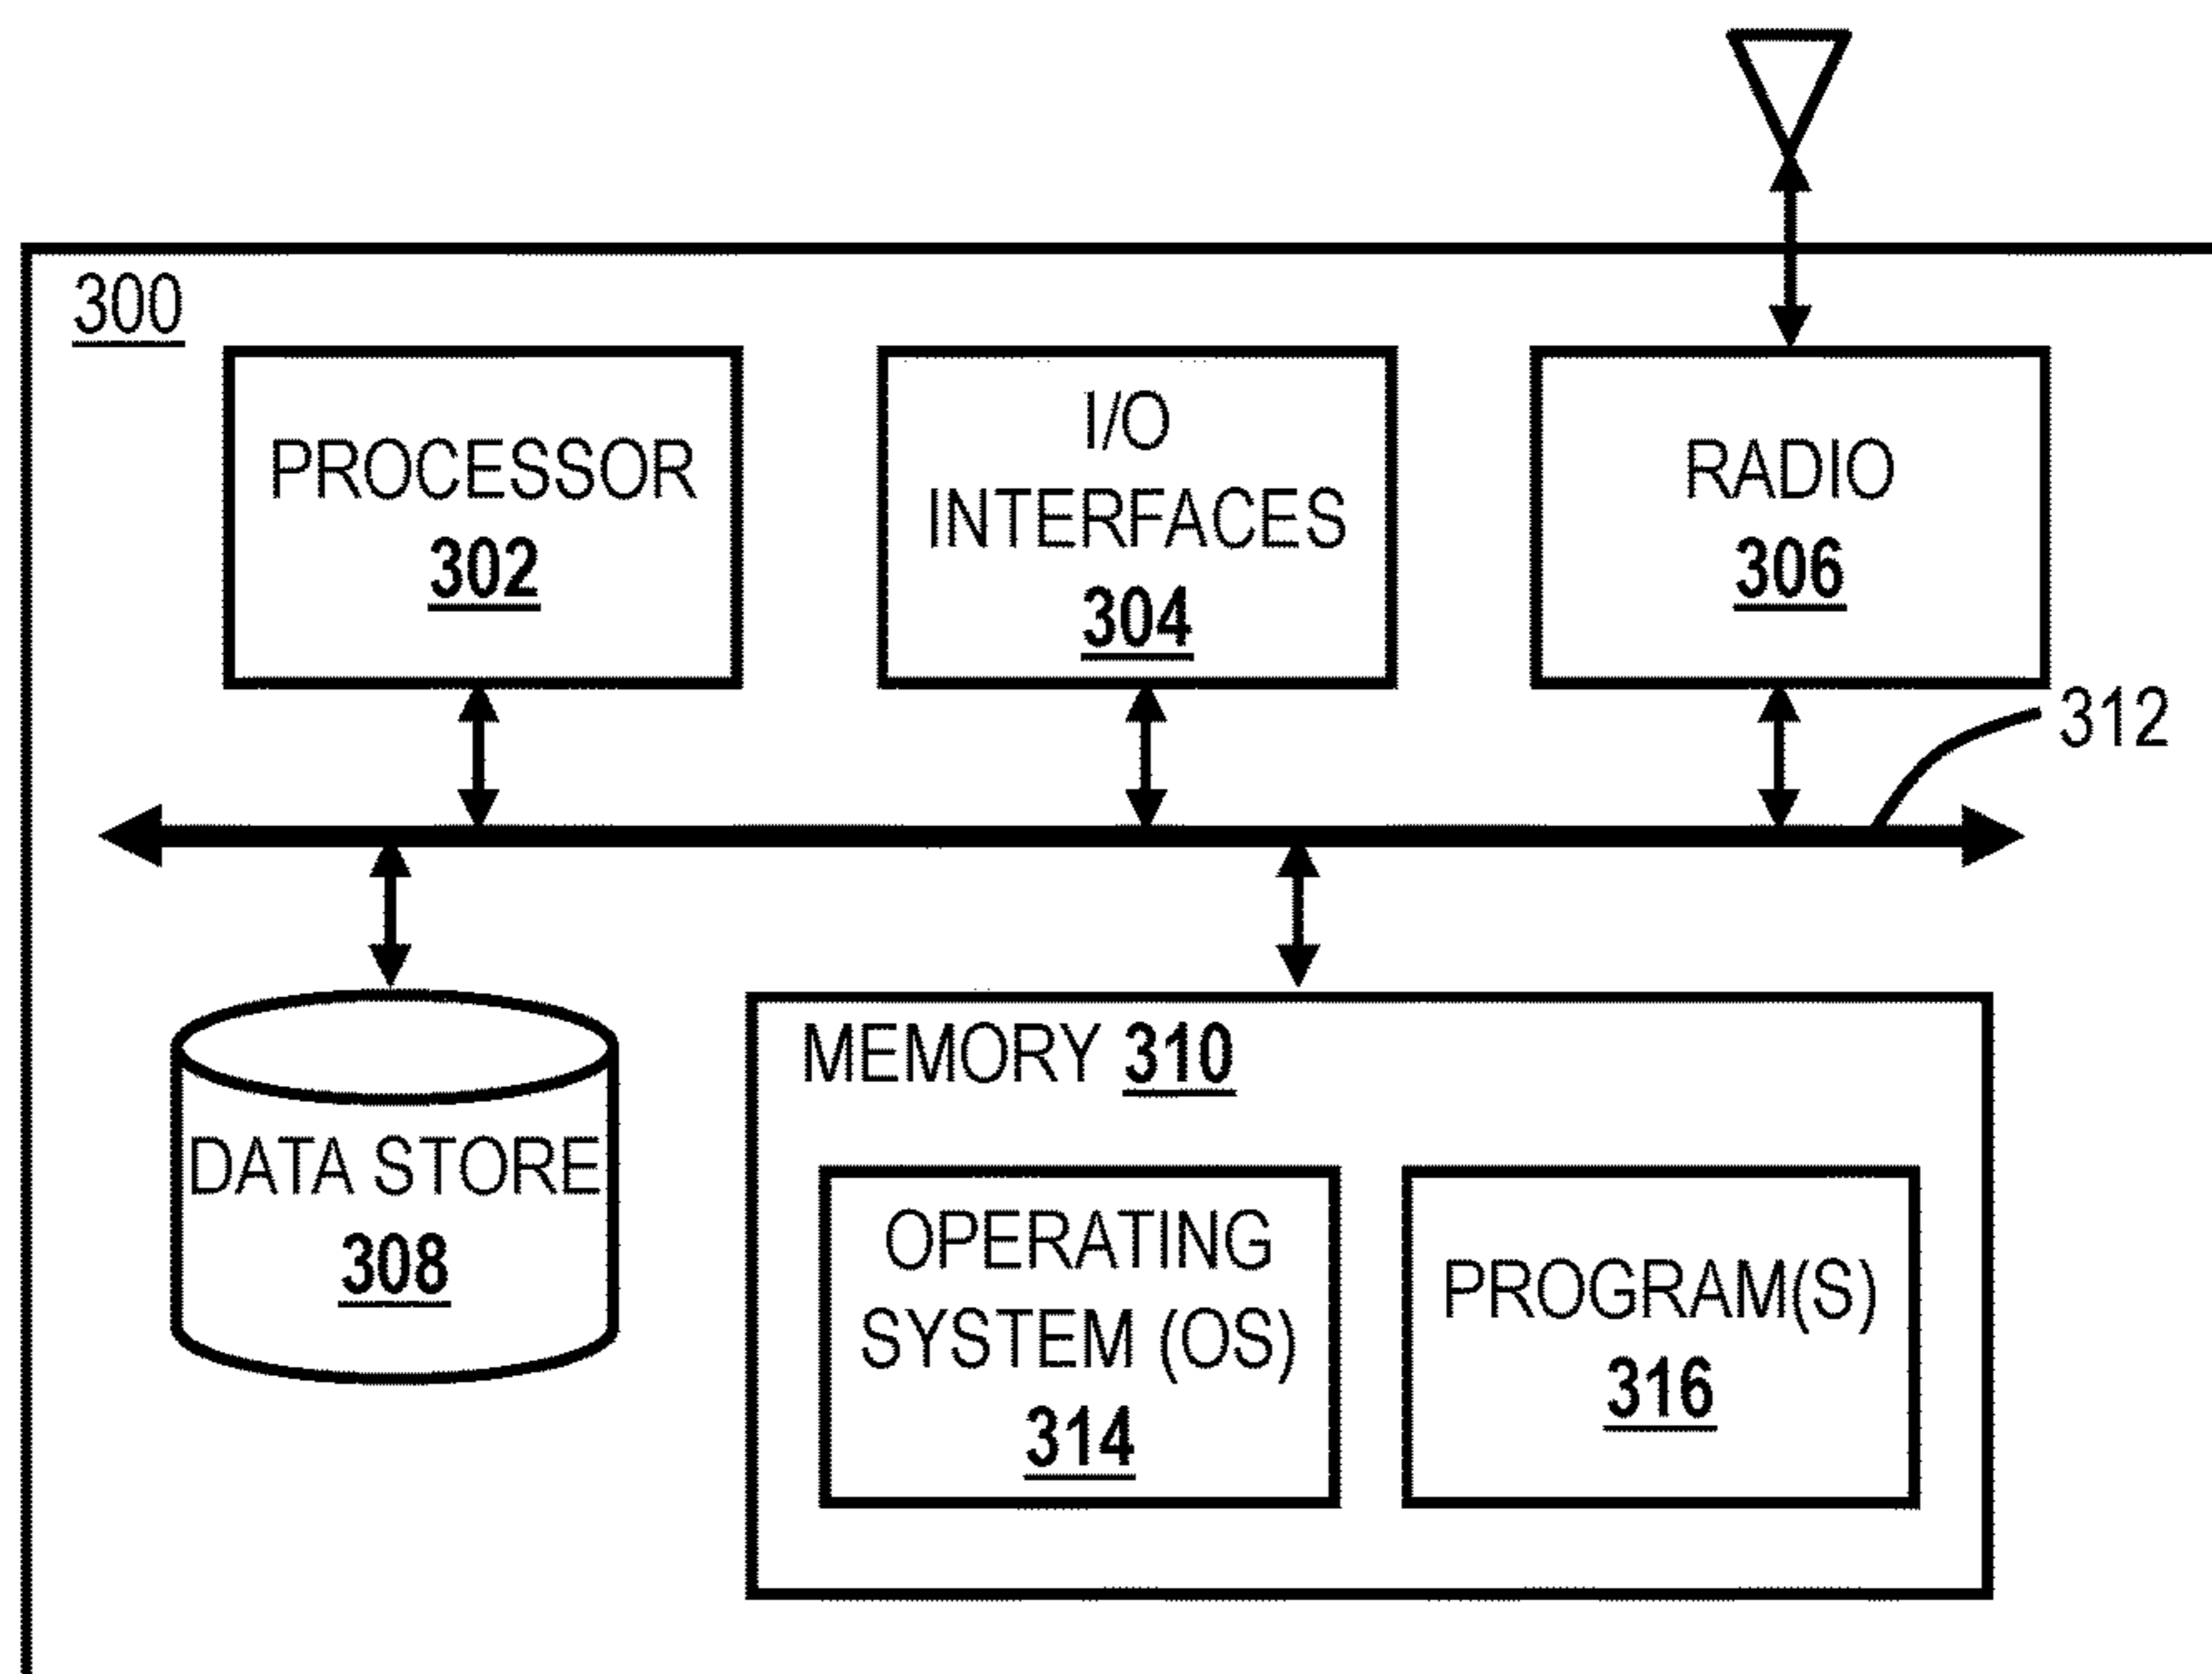 300
PROCESSOR
302
I/O
INTERFACES
304
RADIO
306
312
DATA STORE
308
MEMORY 310
OPERATING
SYSTEM (OS)
314
PROGRAM(S)
316